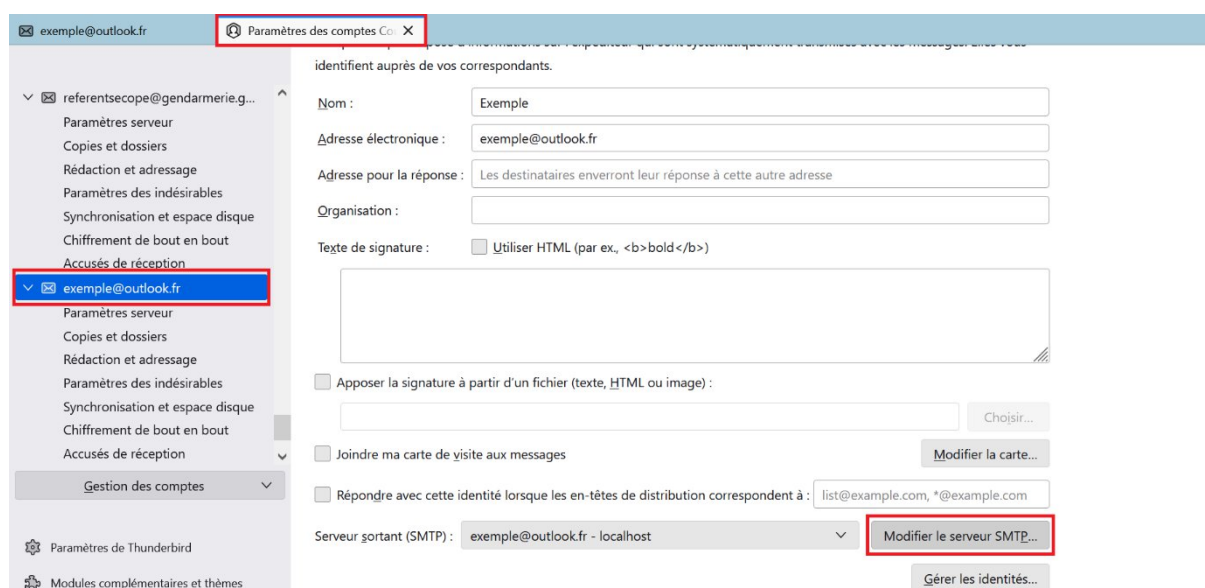 exemple@outlook.fr
Paramètres des comptes Co
identifient auprès de vos correspondants.
referentsecope@gendarmerie.g...
Paramètres serveur
Copies et dossiers
Rédaction et adressage
Paramètres des indésirables
Synchronisation et espace disque
Chiffrement de bout en bout
Accusés de réception
exemple@outlook.fr
Paramètres serveur
Copies et dossiers
Rédaction et adressage
Paramètres des indésirables
Synchronisation et espace disque
Chiffrement de bout en bout
Accusés de réception
Gestion des comptes
Paramètres de Thunderbird
Modules complémentaires et thèmes
Nom : Exemple
Adresse électronique : exemple@outlook.fr
Adresse pour la réponse : Les destinataires enverront leur réponse à cette autre adresse
Organisation :
Texte de signature : Utiliser HTML (par ex., <b>bold</b>)
Apposer la signature à partir d'un fichier (texte, HTML ou image) :
Choisir...
Joindre ma carte de visite aux messages Modifier la carte...
Répondre avec cette identité lorsque les en-têtes de distribution correspondent à : list@example.com, *@example.com
Serveur sortant (SMTP) : exemple@outlook.fr - localhost Modifier le serveur SMTP...
Gérer les identités...